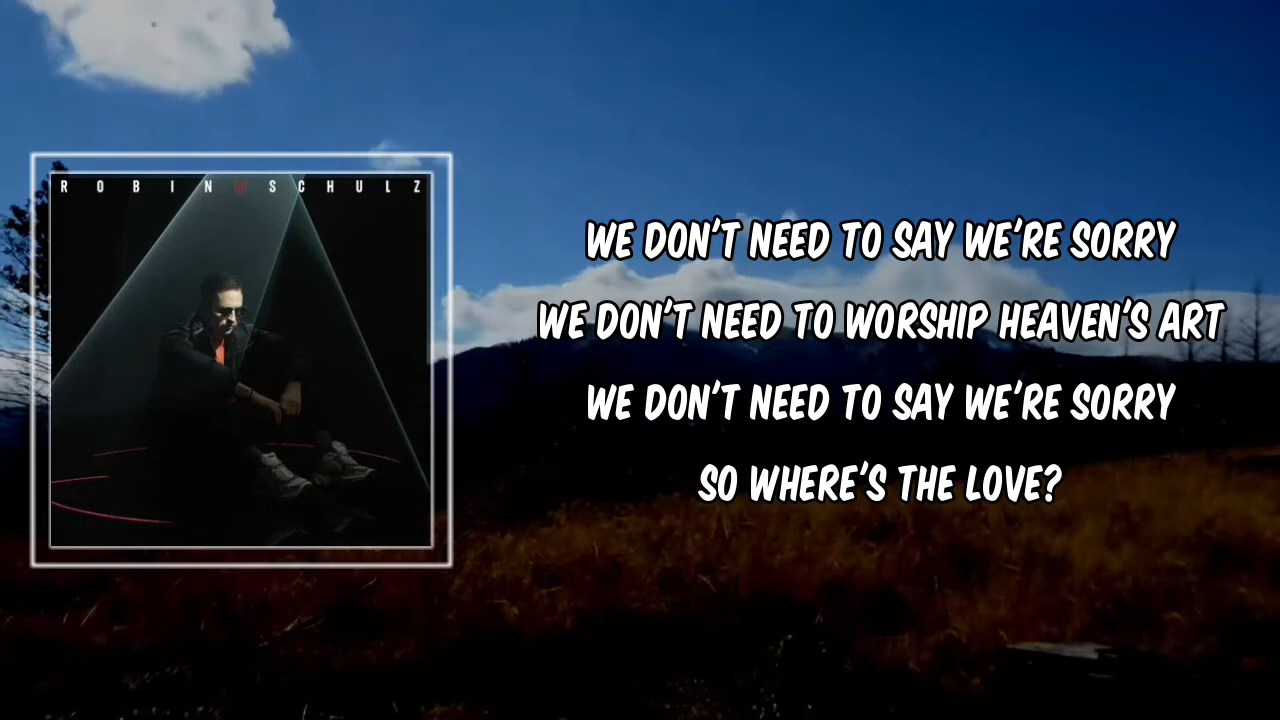 ROBIN SCHULZ
WE DON'T NEED TO SAY WE'RE SORRY
WE DON'T NEED TO WORSHIP HEAVEN'S ART
WE DON'T NEED TO SAY WE'RE SORRY
SO WHERE'S THE LOVE?